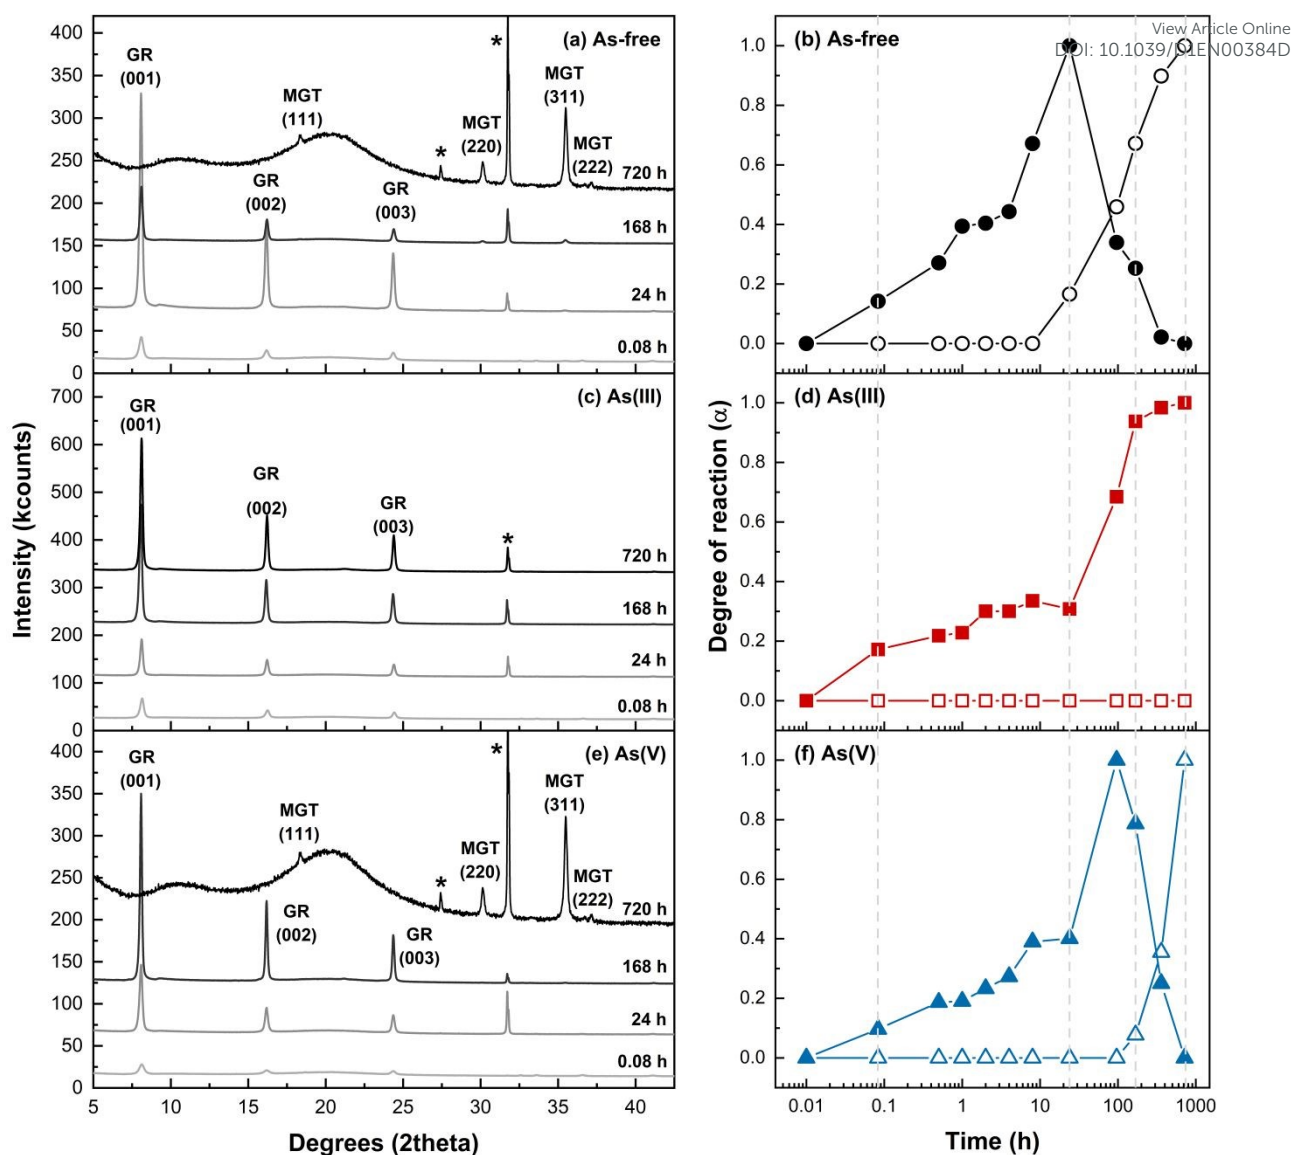 View Article Online
DOI: 10.1039/D1EN00384D
(a) As-free
GR
(001)
MGT
(111)
*
*
MGT
(220)
MGT
(311)
MGT
(222)
GR
(002)
GR
(003)
720 h
168 h
24 h
0.08 h
400
350
300
250
200
150
100
50
0
(b) As-free
1.0
0.8
0.6
0.4
0.2
0.0
(c) As(III)
GR
(001)
GR
(002)
GR
(003)
*
720 h
168 h
24 h
0.08 h
700
600
500
400
300
200
100
0
Intensity (kcounts)
(d) As(III)
1.0
0.8
0.6
0.4
0.2
0.0
Degree of reaction (α)
(e) As(V)
GR
(001)
MGT
(111)
*
*
MGT
(220)
MGT
(311)
MGT
(222)
GR
(002)
GR
(003)
720 h
168 h
24 h
0.08 h
400
350
300
250
200
150
100
50
0
5 10 15 20 25 30 35 40
Degrees (2theta)
(f) As(V)
1.0
0.8
0.6
0.4
0.2
0.0
0.01 0.1 1 10 100 1000
Time (h)